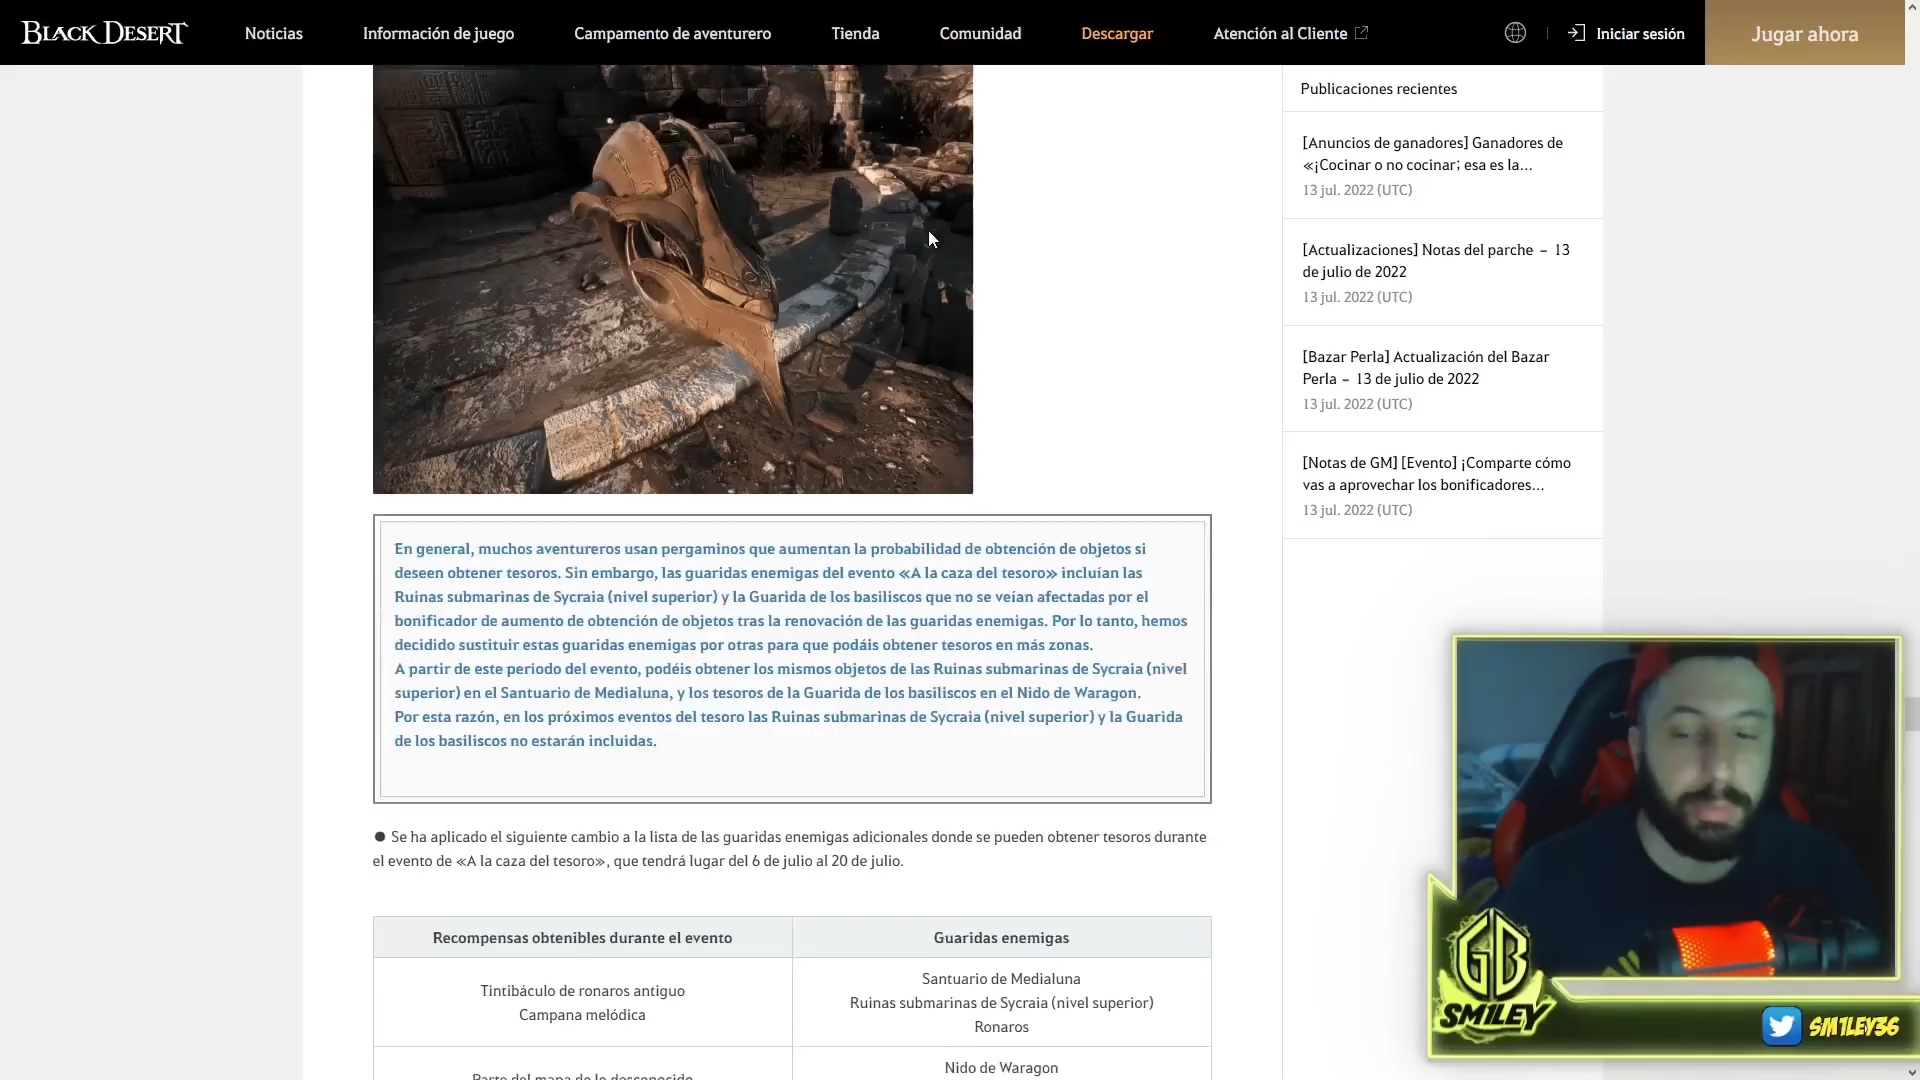 BLACK DESERT
Noticias
Información de juego
Campamento de aventurero
Tienda
Comunidad
Descargar
Atención al Cliente
Iniciar sesión
Jugar ahora
Publicaciones recientes
[Anuncios de ganadores] Ganadores de
«¡Cocinar o no cocinar; esa es la...
13 jul. 2022 (UTC)
[Actualizaciones] Notas del parche – 13
de julio de 2022
13 jul. 2022 (UTC)
[Bazar Perla] Actualización del Bazar
Perla – 13 de julio de 2022
13 jul. 2022 (UTC)
[Notas de GM] [Evento] ¡Comparte cómo
vas a aprovechar los bonificadores...
13 jul. 2022 (UTC)
En general, muchos aventureros usan pergaminos que aumentan la probabilidad de obtención de objetos si
deseen obtener tesoros. Sin embargo, las guaridas enemigas del evento «A la caza del tesoro» incluían las
Ruinas submarinas de Sycraia (nivel superior) y la Guarida de los basiliscos que no se veían afectadas por el
bonificador de aumento de obtención de objetos tras la renovación de las guaridas enemigas. Por lo tanto, hemos
decidido sustituir estas guaridas enemigas por otras para que podáis obtener tesoros en más zonas.
A partir de este periodo del evento, podéis obtener los mismos objetos de las Ruinas submarinas de Sycraia (nivel
superior) en el Santuario de Medialuna, y los tesoros de la Guarida de los basiliscos en el Nido de Waragon.
Por esta razón, en los próximos eventos del tesoro las Ruinas submarinas de Sycraia (nivel superior) y la Guarida
de los basiliscos no estarán incluidas.
● Se ha aplicado el siguiente cambio a la lista de las guaridas enemigas adicionales donde se pueden obtener tesoros durante
el evento de «A la caza del tesoro», que tendrá lugar del 6 de julio al 20 de julio.
Recompensas obtenibles durante el evento
Guaridas enemigas
Tintibáculo de ronaros antiguo
Campana melódica
Santuario de Medialuna
Ruinas submarinas de Sycraia (nivel superior)
Ronaros
Parte del mapa de lo desconocido
Nido de Waragon
GB
SM1LEY
SM1LEY36